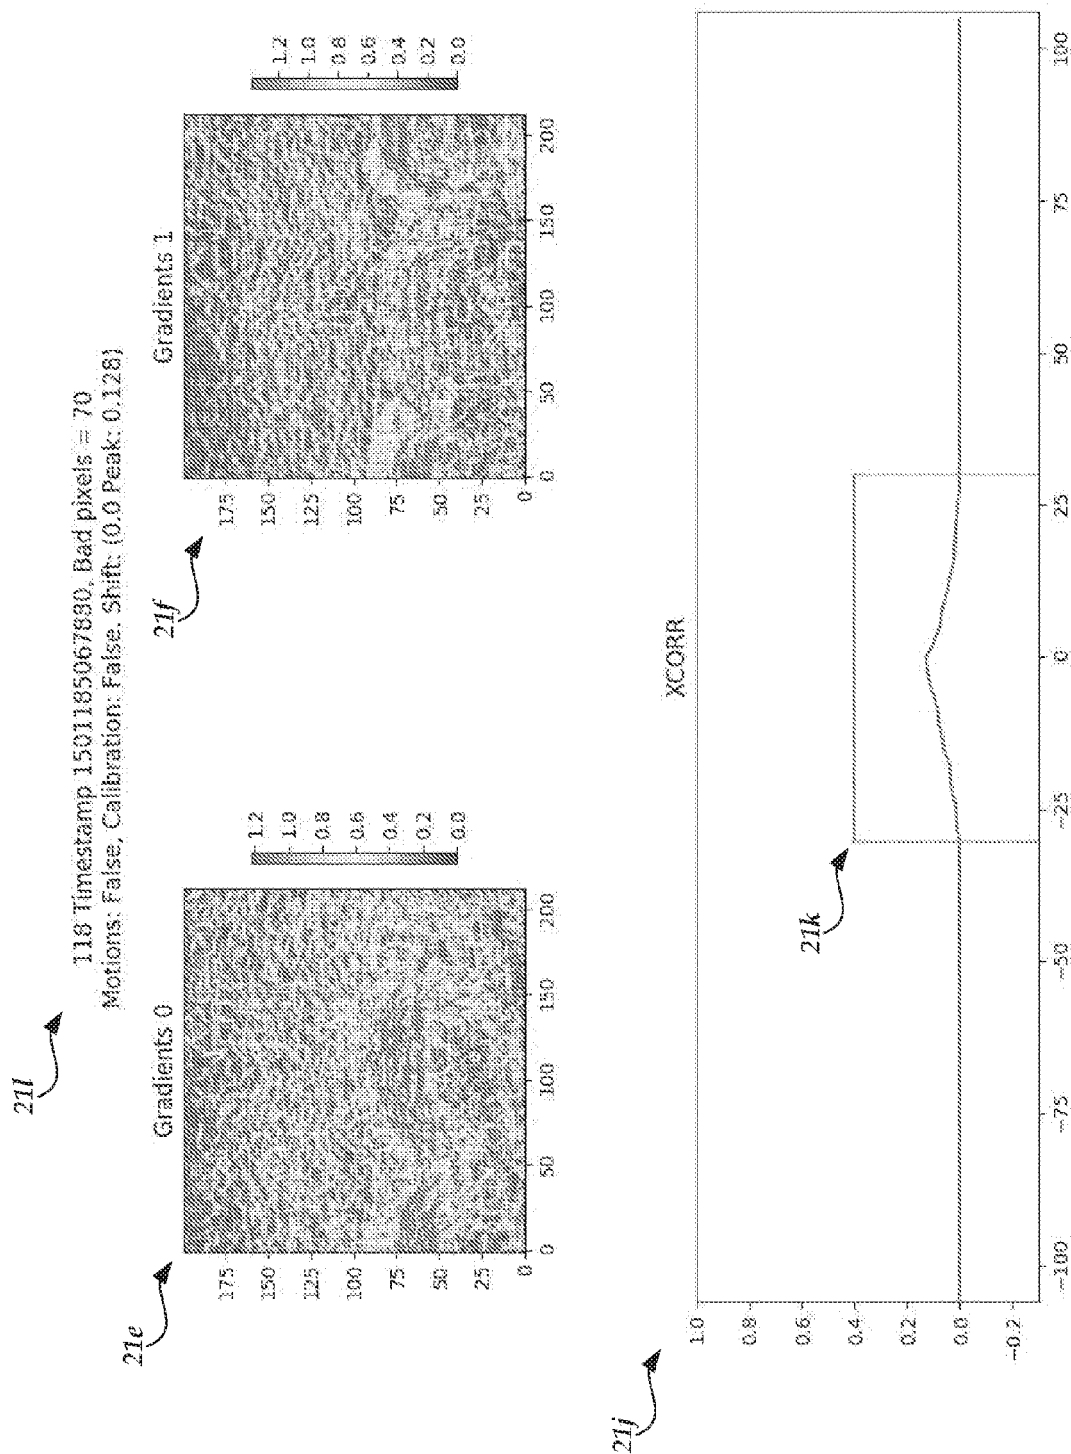 21l
118 Timestamp 1501185067880, Bad pixels = 70
Motions: False, Calibration: False, Shift: (0.0 Peak: 0.128)
21e
Gradients 0
175
150
125
100
75
50
25
0
0 50 100 150 200
1.2
1.0
0.8
0.6
0.4
0.2
0.0
21f
Gradients 1
175
150
125
100
75
50
25
0
0 50 100 150 200
1.2
1.0
0.8
0.6
0.4
0.2
0.0
21j
XCORR
21k
1.0
0.8
0.6
0.4
0.2
0.0
−0.2
−100 −75 −50 −25 0 25 50 75 100